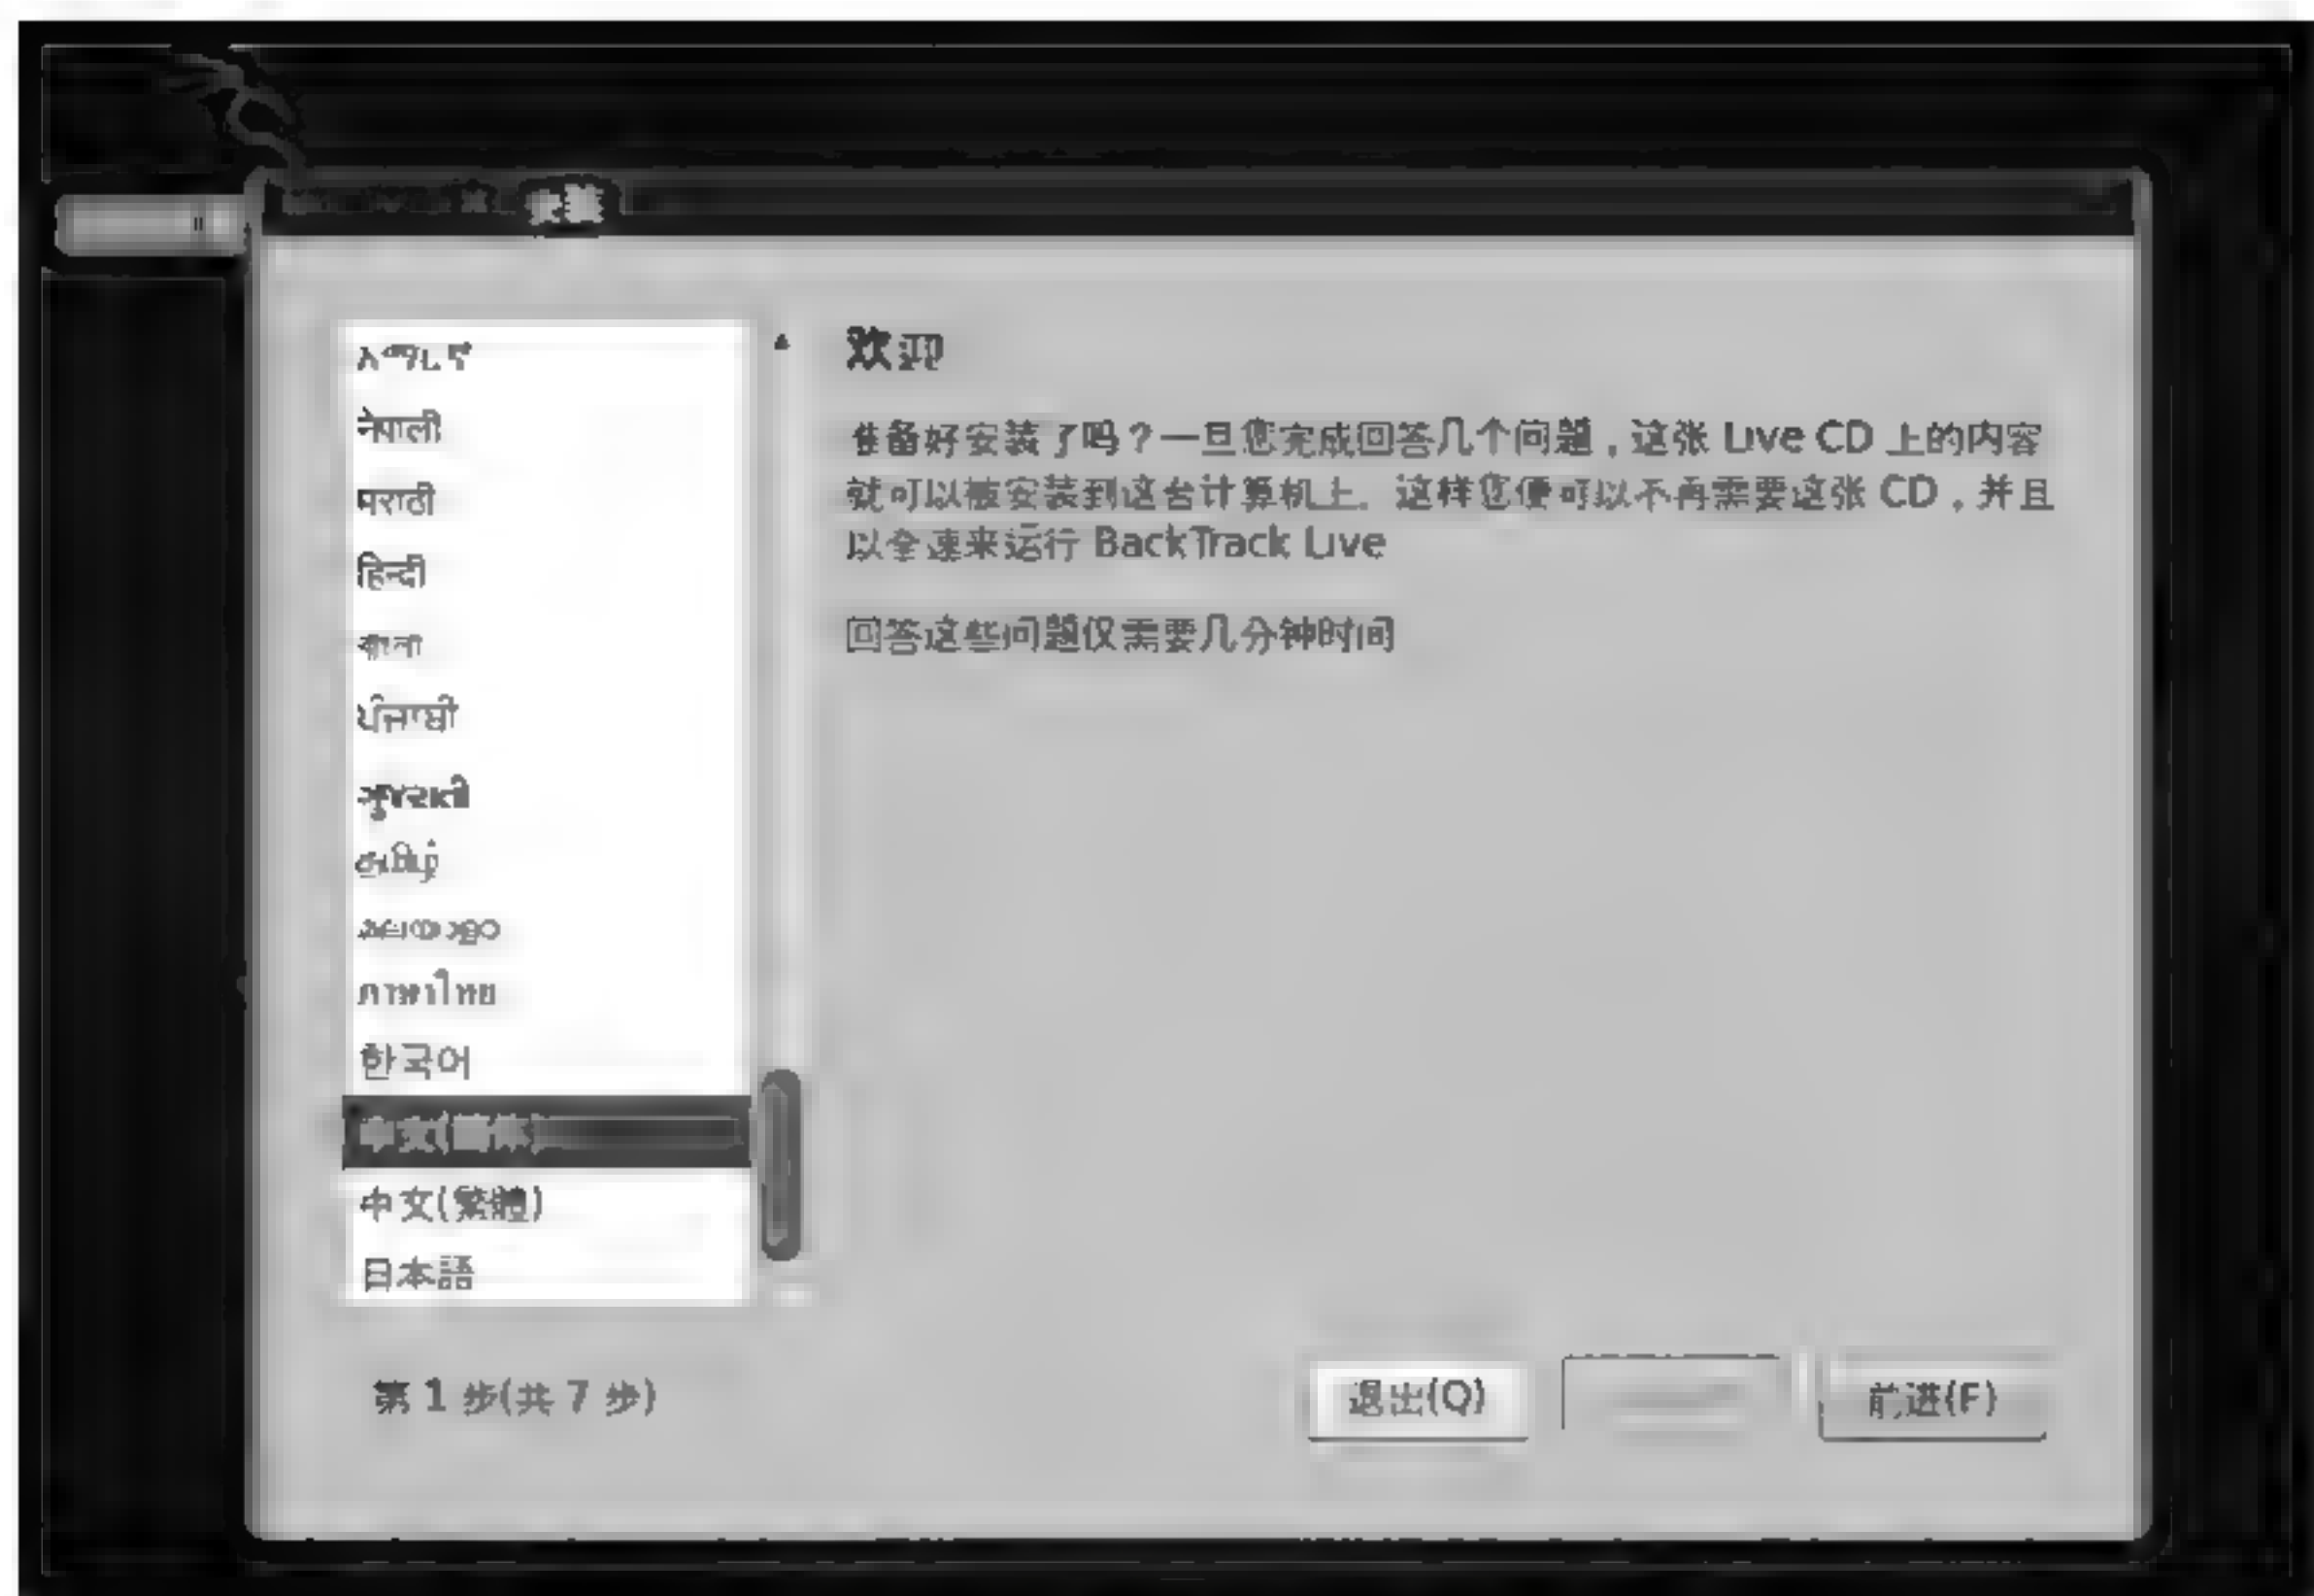 አማርኛ
नेपाली
मराठी
हिन्दी
বাংলা
ਪੰਜਾਬੀ
ગુજરાતી
தமிழ்
മലയാളം
ภาษาไทย
한국어
中文(简体)
中文(繁體)
日本語
欢迎
准备好安装了吗？一旦您完成回答几个问题，这张 Live CD 上的内容
就可以被安装到这台计算机上。这样您便可以不再需要这张 CD，并且
以全速来运行 BackTrack Live
回答这些问题仅需要几分钟时间
第 1 步(共 7 步)
退出(Q)
前进(F)